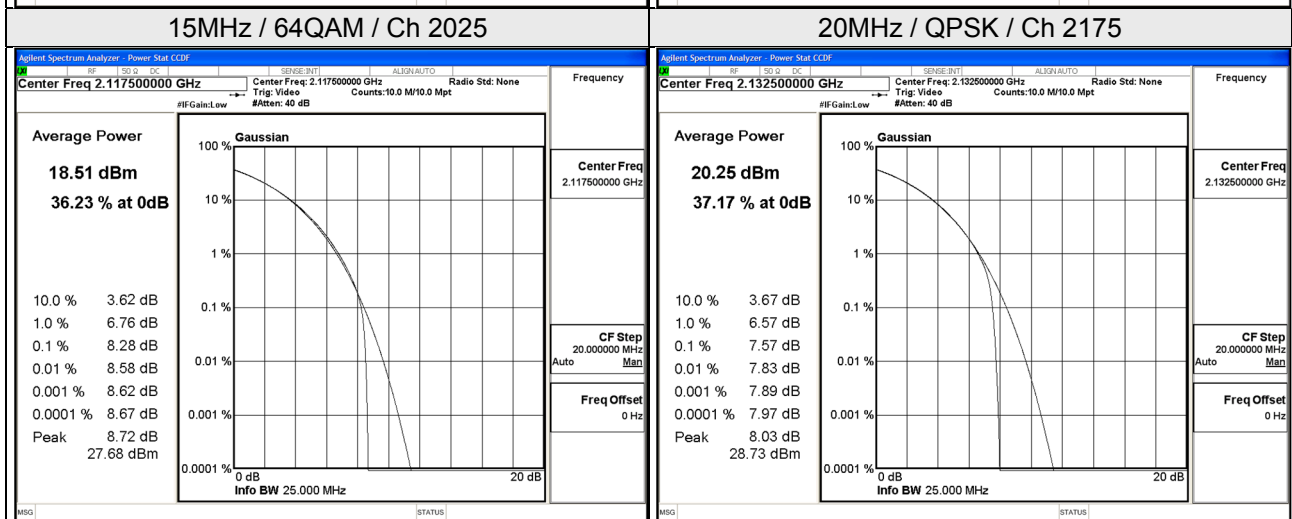 15MHz / 64QAM / Ch 2025
Agilent Spectrum Analyzer - Power Stat CCDF
RF 50 Ω DC SENSE:INT ALIGN AUTO
Center Freq 2.117500000 GHz
Center Freq: 2.117500000 GHz Radio Std: None
Trig: Video Counts:10.0 M/10.0 Mpt
#IFGain:Low #Atten: 40 dB
Average Power
18.51 dBm
36.23 % at 0dB
10.0 % 3.62 dB
1.0 % 6.76 dB
0.1 % 8.28 dB
0.01 % 8.58 dB
0.001 % 8.62 dB
0.0001 % 8.67 dB
Peak 8.72 dB
27.68 dBm
Gaussian
100 %
10 %
1 %
0.1 %
0.01 %
0.001 %
0.0001 %
0 dB 20 dB
Info BW 25.000 MHz
Frequency
Center Freq
2.117500000 GHz
CF Step
20.000000 MHz
Auto Man
Freq Offset
0 Hz
MSG STATUS
20MHz / QPSK / Ch 2175
Agilent Spectrum Analyzer - Power Stat CCDF
RF 50 Ω DC SENSE:INT ALIGN AUTO
Center Freq 2.132500000 GHz
Center Freq: 2.132500000 GHz Radio Std: None
Trig: Video Counts:10.0 M/10.0 Mpt
#IFGain:Low #Atten: 40 dB
Average Power
20.25 dBm
37.17 % at 0dB
10.0 % 3.67 dB
1.0 % 6.57 dB
0.1 % 7.57 dB
0.01 % 7.83 dB
0.001 % 7.89 dB
0.0001 % 7.97 dB
Peak 8.03 dB
28.73 dBm
Gaussian
100 %
10 %
1 %
0.1 %
0.01 %
0.001 %
0.0001 %
0 dB 20 dB
Info BW 25.000 MHz
Frequency
Center Freq
2.132500000 GHz
CF Step
20.000000 MHz
Auto Man
Freq Offset
0 Hz
MSG STATUS